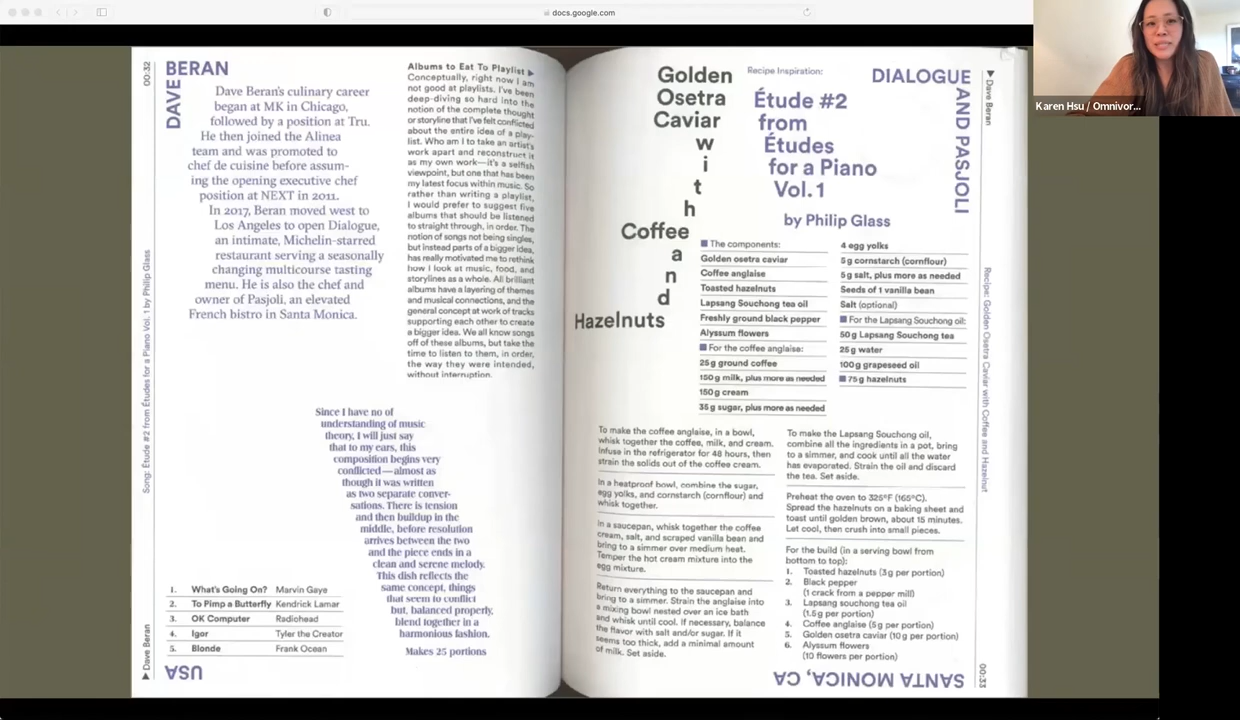 docs.google.com
Karen Hsu / Omnivor...
00:32
DAVE
BERAN
Dave Beran's culinary career
began at MK in Chicago,
followed by a position at Tru.
He then joined the Alinea
team and was promoted to
chef de cuisine before assum-
ing the opening executive chef
position at NEXT in 2011.
In 2017, Beran moved west to
Los Angeles to open Dialogue,
an intimate, Michelin-starred
restaurant serving a seasonally
changing multicourse tasting
menu. He is also the chef and
owner of Pasjoli, an elevated
French bistro in Santa Monica.
Albums to Eat To Playlist ▶
Conceptually, right now I am
not good at playlists. I've been
deep-diving so hard into the
notion of the complete thought
or storyline that I've felt conflicted
about the entire idea of a play-
list. Who am I to take an artist's
work apart and reconstruct it
as my own work—it's a selfish
viewpoint, but one that has been
my latest focus within music. So
rather than writing a playlist,
I would prefer to suggest five
albums that should be listened
to straight through, in order. The
notion of songs not being singles,
but instead parts of a bigger idea,
has really motivated me to rethink
how I look at music, food, and
storylines as a whole. All brilliant
albums have a layering of themes
and musical connections, and the
general concept at work of tracks
supporting each other to create
a bigger idea. We all know songs
off of these albums, but take the
time to listen to them, in order,
the way they were intended,
without interruption.
Song: Étude #2 from Études for a Piano Vol. 1 by Philip Glass
Since I have no of
understanding of music
theory, I will just say
that to my ears, this
composition begins very
conflicted—almost as
though it was written
as two separate conver-
sations. There is tension
and then buildup in the
middle, before resolution
arrives between the two
and the piece ends in a
clean and serene melody.
This dish reflects the
same concept, things
that seem to conflict
but, balanced properly,
blend together in a
harmonious fashion.
Makes 25 portions
1. What's Going On? Marvin Gaye
2. To Pimp a Butterfly Kendrick Lamar
3. OK Computer Radiohead
4. Igor Tyler the Creator
5. Blonde Frank Ocean
▶ Dave Beran
USA
Golden
Osetra
Caviar
w
i
t
h
Coffee
a
n
d
Hazelnuts
Recipe Inspiration:
Étude #2
from
Études
for a Piano
Vol. 1
by Philip Glass
DIALOGUE
AND PASJOLI
▶ Dave Beran
■ The components:
Golden osetra caviar
Coffee anglaise
Toasted hazelnuts
Lapsang Souchong tea oil
Freshly ground black pepper
Alyssum flowers
■ For the coffee anglaise:
25 g ground coffee
150 g milk, plus more as needed
150 g cream
35 g sugar, plus more as needed
4 egg yolks
5 g cornstarch (cornflour)
5 g salt, plus more as needed
Seeds of 1 vanilla bean
Salt (optional)
■ For the Lapsang Souchong oil:
50 g Lapsang Souchong tea
25 g water
100 g grapeseed oil
■ 75 g hazelnuts
Recipe: Golden Osetra Caviar with Coffee and Hazelnut
To make the coffee anglaise, in a bowl,
whisk together the coffee, milk, and cream.
Infuse in the refrigerator for 48 hours, then
strain the solids out of the coffee cream.
In a heatproof bowl, combine the sugar,
egg yolks, and cornstarch (cornflour) and
whisk together.
In a saucepan, whisk together the coffee
cream, salt, and scraped vanilla bean and
bring to a simmer over medium heat.
Temper the hot cream mixture into the
egg mixture.
Return everything to the saucepan and
bring to a simmer. Strain the anglaise into
a mixing bowl nested over an ice bath
and whisk until cool. If necessary, balance
the flavor with salt and/or sugar. If it
seems too thick, add a minimal amount
of milk. Set aside.
To make the Lapsang Souchong oil,
combine all the ingredients in a pot, bring
to a simmer, and cook until all the water
has evaporated. Strain the oil and discard
the tea. Set aside.
Preheat the oven to 325°F (165°C).
Spread the hazelnuts on a baking sheet and
toast until golden brown, about 15 minutes.
Let cool, then crush into small pieces.
For the build (in a serving bowl from
bottom to top):
1. Toasted hazelnuts (3 g per portion)
2. Black pepper
(1 crack from a pepper mill)
3. Lapsang souchong tea oil
(1.5 g per portion)
4. Coffee anglaise (5 g per portion)
5. Golden osetra caviar (10 g per portion)
6. Alyssum flowers
(10 flowers per portion)
SANTA MONICA, CA
00:33